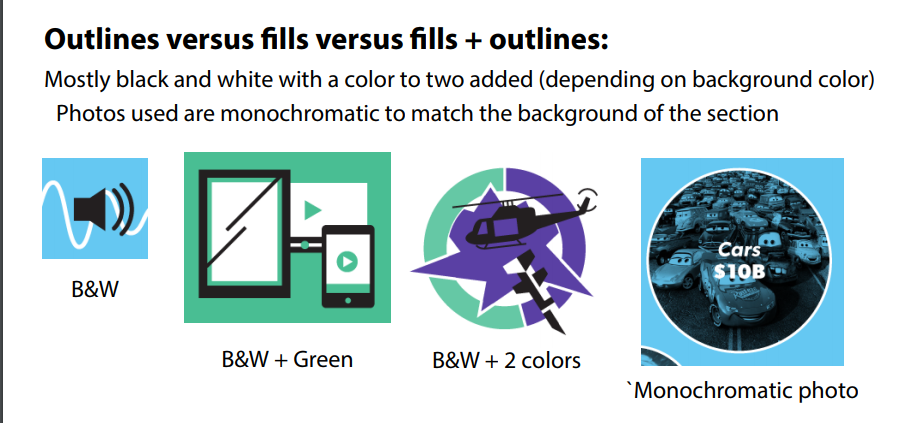 Outlines versus fills versus fills + outlines:
Mostly black and white with a color to two added (depending on background color)
Photos used are monochromatic to match the background of the section
Cars
$10B
B&W
B&W + Green
B&W + 2 colors
`Monochromatic photo